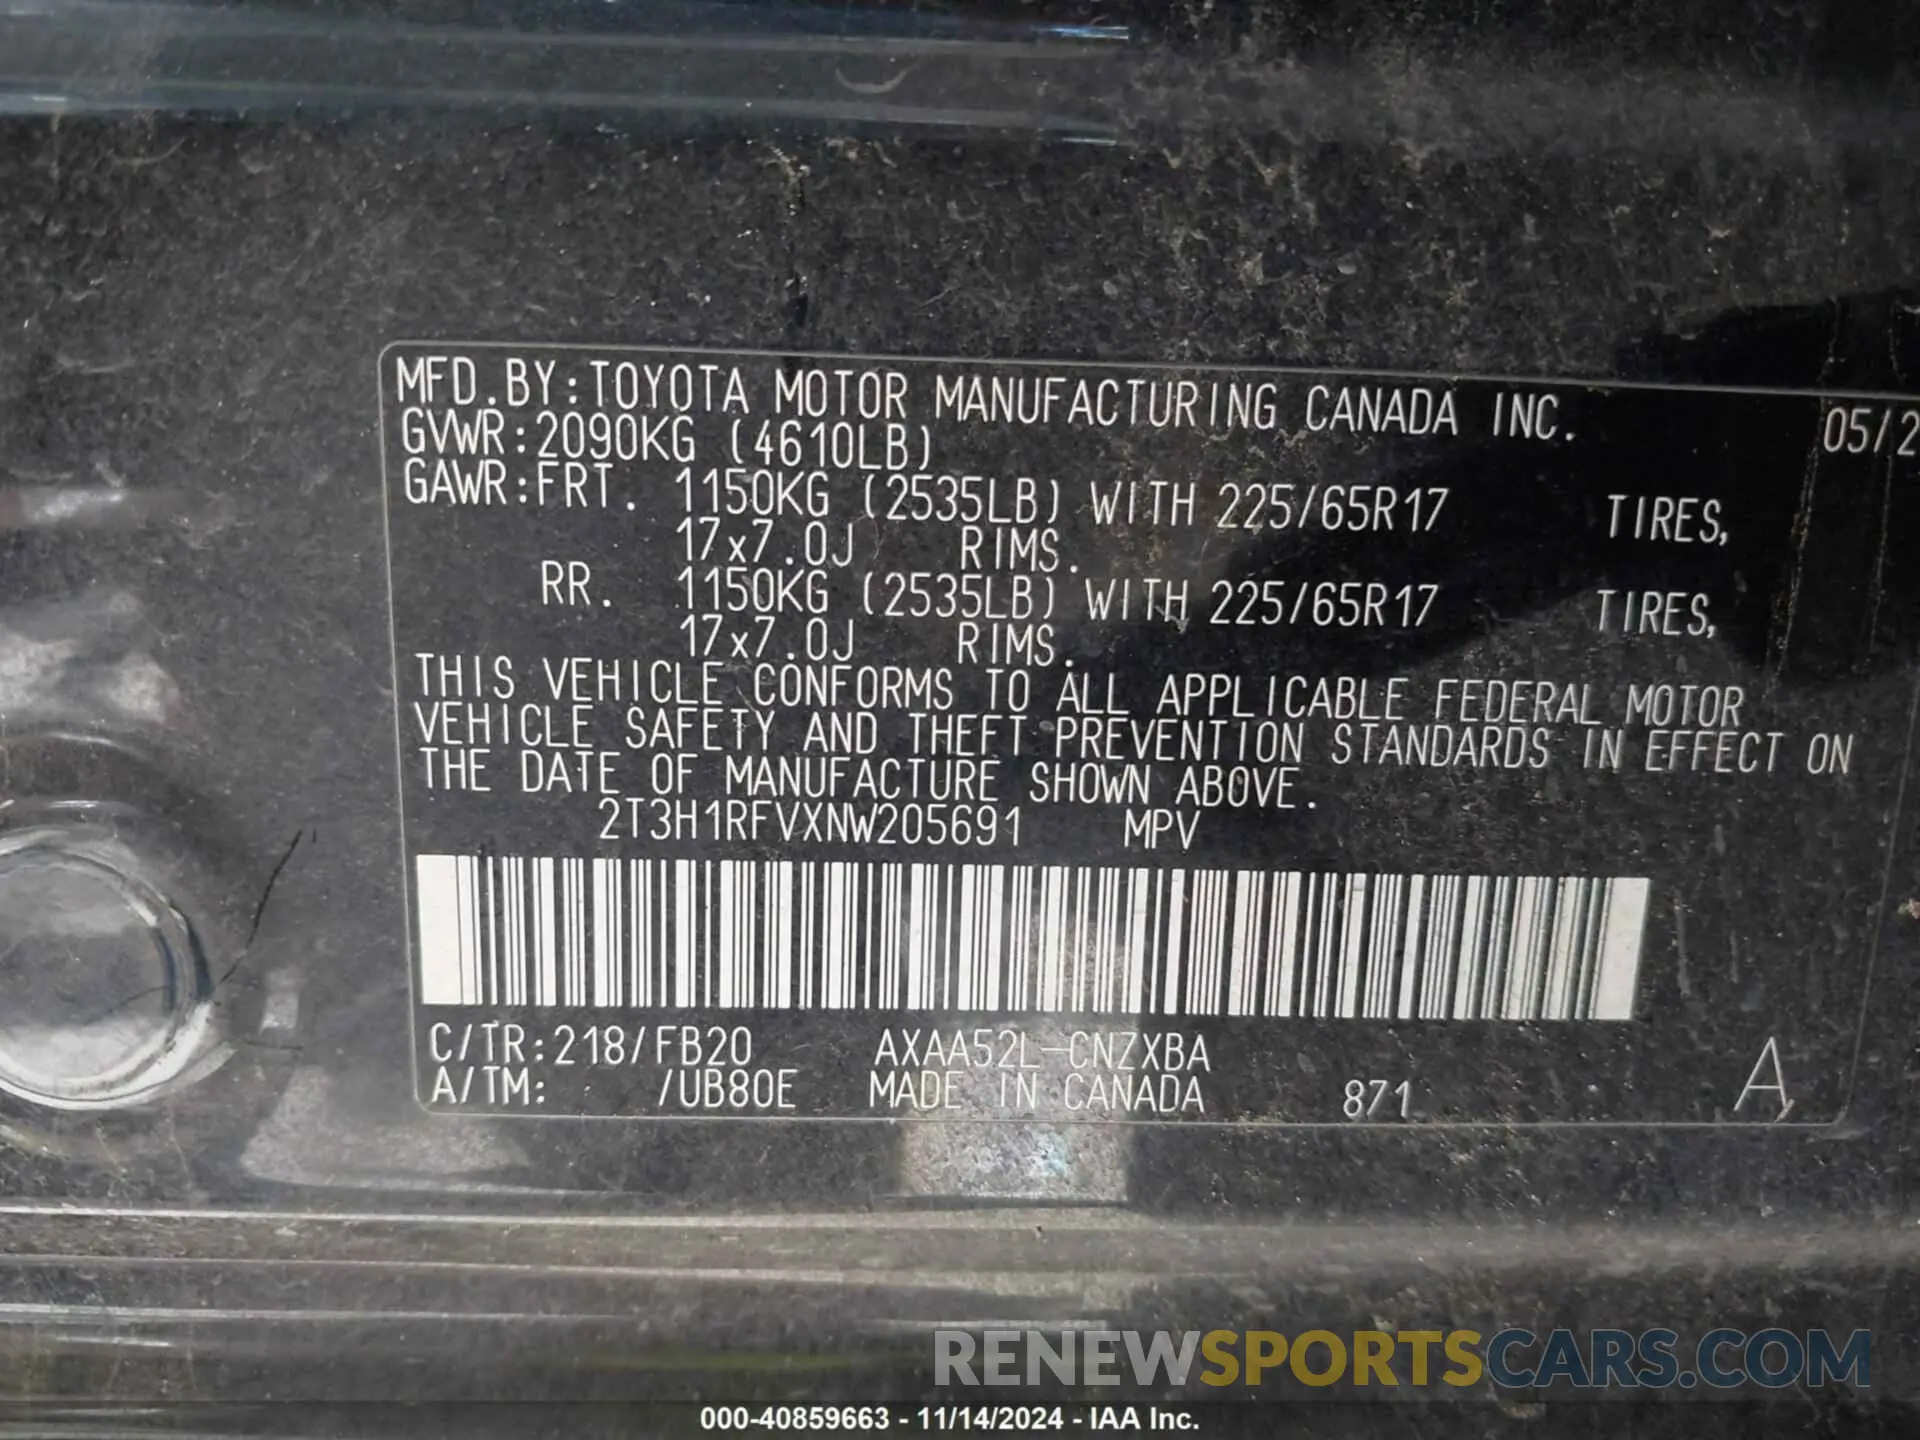 MFD.BY:TOYOTA MOTOR MANUFACTURING CANADA INC. 05/2
GVWR:2090KG (4610LB)
GAWR:FRT. 1150KG (2535LB) WITH 225/65R17 TIRES,
17x7.0J RIMS.
RR. 1150KG (2535LB) WITH 225/65R17 TIRES,
17x7.0J RIMS.
THIS VEHICLE CONFORMS TO ALL APPLICABLE FEDERAL MOTOR
VEHICLE SAFETY AND THEFT PREVENTION STANDARDS IN EFFECT ON
THE DATE OF MANUFACTURE SHOWN ABOVE.
2T3H1RFVXNW205691 MPV
C/TR:218/FB20 AXAA52L-CNZXBA
A/TM: /UB80E MADE IN CANADA 871 A
RENEWSPORTSCARS.COM
000-40859663 - 11/14/2024 - IAA Inc.